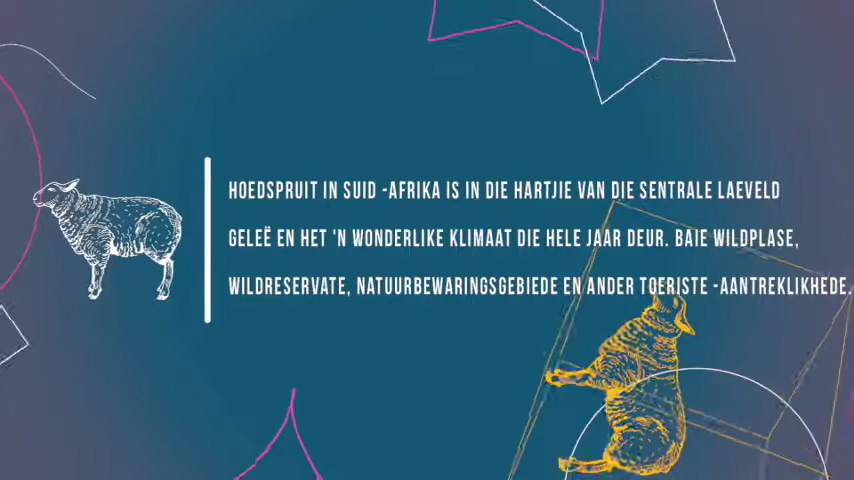 HOEDSPRUIT IN SUID -AFRIKA IS IN DIE HARTJIE VAN DIE SENTRALE LAEVELD
GELEË EN HET 'N WONDERLIKE KLIMAAT DIE HELE JAAR DEUR. BAIE WILDPLASE,
WILDRESERVATE, NATUURBEWARINGSGEBIEDE EN ANDER TOERISTE -AANTREKLIKHEDE.